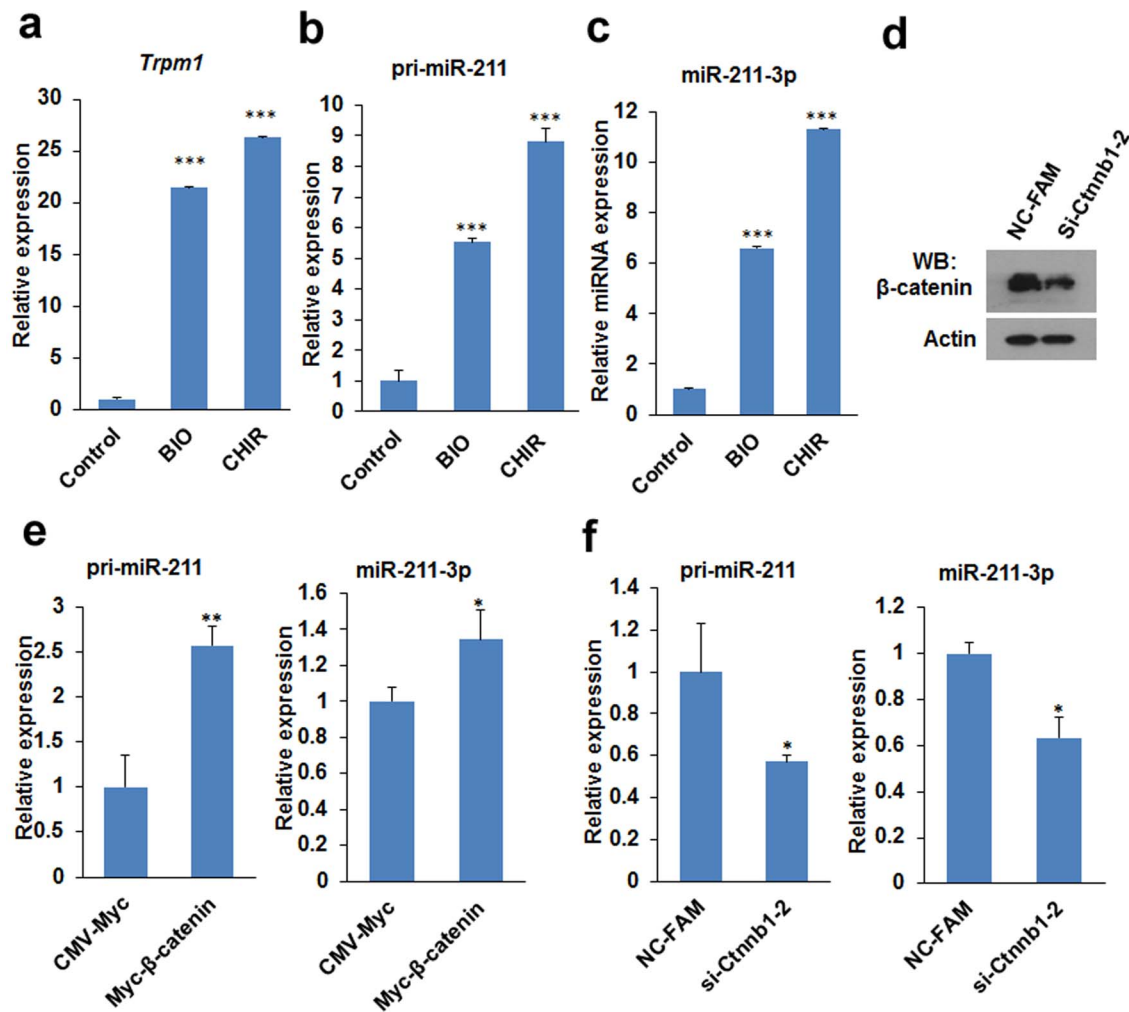 a
Trpm1
Relative expression
30
25
20
15
10
5
0
***
***
Control
BIO
CHIR
b
pri-miR-211
Relative expression
10
9
8
7
6
5
4
3
2
1
0
***
***
Control
BIO
CHIR
c
miR-211-3p
Relative miRNA expression
12
10
8
6
4
2
0
***
***
Control
BIO
CHIR
d
NC-FAM
Si-Ctnnb1-2
WB:
β-catenin
Actin
e
pri-miR-211
Relative expression
3
2.5
2
1.5
1
0.5
0
**
CMV-Myc
Myc-β-catenin
miR-211-3p
Relative expression
1.6
1.4
1.2
1
0.8
0.6
0.4
0.2
0
*
CMV-Myc
Myc-β-catenin
f
pri-miR-211
Relative expression
1.4
1.2
1
0.8
0.6
0.4
0.2
0
*
NC-FAM
si-Ctnnb1-2
miR-211-3p
Relative expression
1.2
1
0.8
0.6
0.4
0.2
0
*
NC-FAM
si-Ctnnb1-2